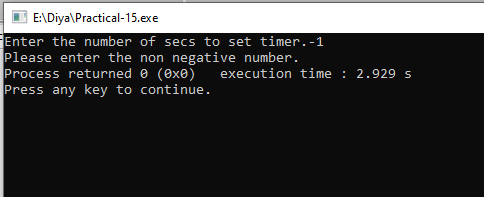 E:\Diya\Practical-15.exe
Enter the number of secs to set timer.-1
Please enter the non negative number.
Process returned 0 (0x0)   execution time : 2.929 s
Press any key to continue.